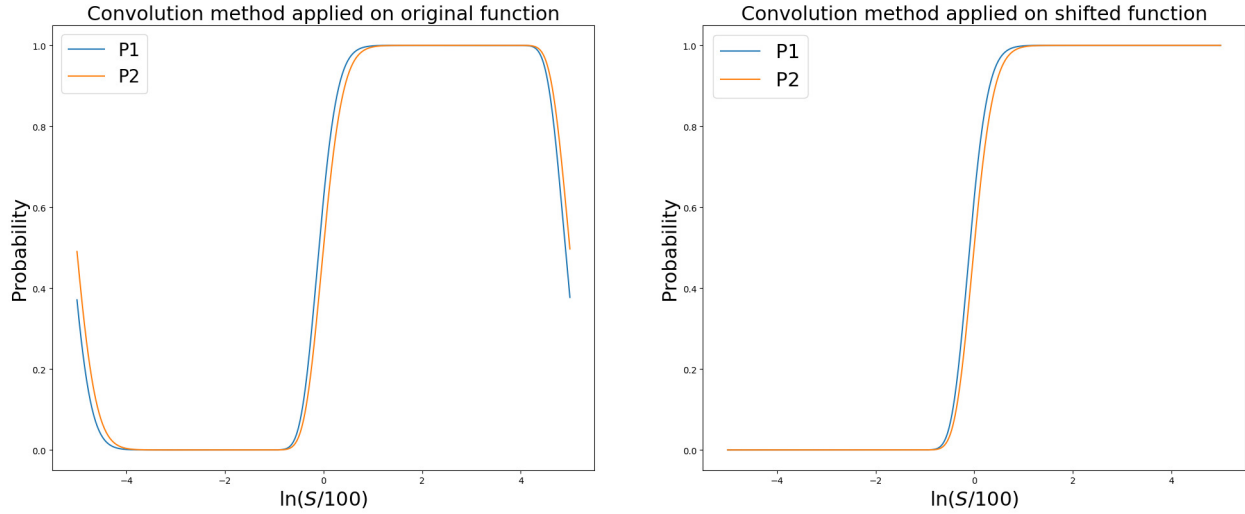 Convolution method applied on original function
P1
P2
Probability
1.0
0.8
0.6
0.4
0.2
0.0
−4
−2
0
2
4
ln(S/100)
Convolution method applied on shifted function
P1
P2
Probability
1.0
0.8
0.6
0.4
0.2
0.0
−4
−2
0
2
4
ln(S/100)